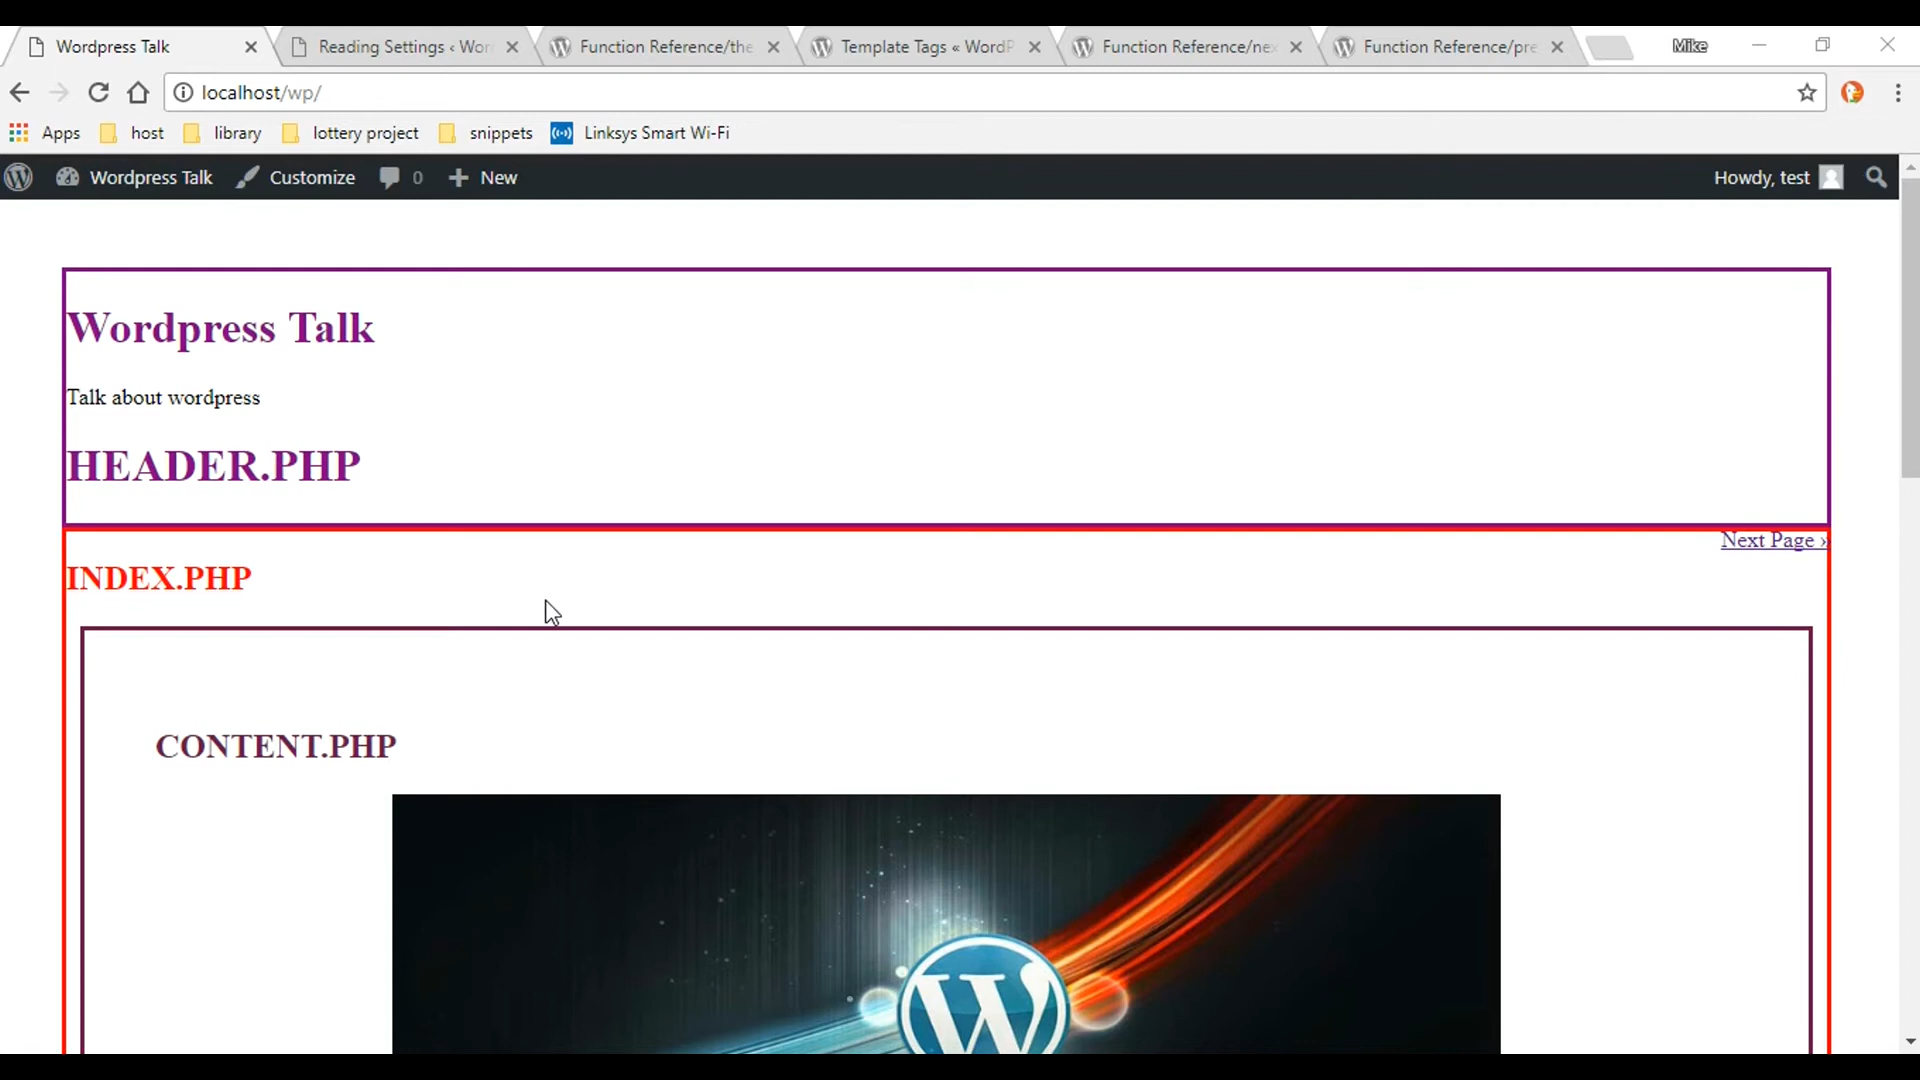 Wordpress Talk
Reading Settings ‹ Wor
Function Reference/the
Template Tags « WordP
Function Reference/nex
Function Reference/pre
Mike
localhost/wp/
Apps host library lottery project snippets Linksys Smart Wi-Fi
Wordpress Talk Customize 0 New Howdy, test
Wordpress Talk
Talk about wordpress
HEADER.PHP
Next Page »
INDEX.PHP
CONTENT.PHP
W